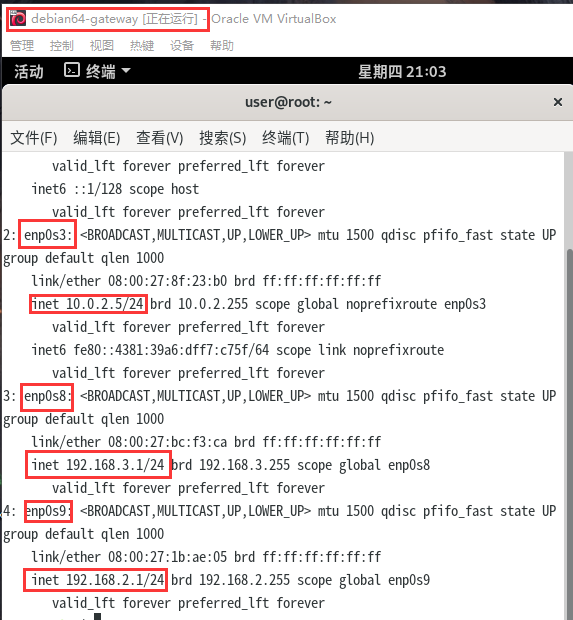 debian64-gateway [正在运行] - Oracle VM VirtualBox
管理 控制 视图 热键 设备 帮助
活动 终端 星期四 21:03
user@root: ~
文件(F) 编辑(E) 查看(V) 搜索(S) 终端(T) 帮助(H)
valid_lft forever preferred_lft forever
inet6 ::1/128 scope host
valid_lft forever preferred_lft forever
2: enp0s3: <BROADCAST,MULTICAST,UP,LOWER_UP> mtu 1500 qdisc pfifo_fast state UP
group default qlen 1000
link/ether 08:00:27:8f:23:b0 brd ff:ff:ff:ff:ff:ff
inet 10.0.2.5/24 brd 10.0.2.255 scope global noprefixroute enp0s3
valid_lft forever preferred_lft forever
inet6 fe80::4381:39a6:dff7:c75f/64 scope link noprefixroute
valid_lft forever preferred_lft forever
3: enp0s8: <BROADCAST,MULTICAST,UP,LOWER_UP> mtu 1500 qdisc pfifo_fast state UP
group default qlen 1000
link/ether 08:00:27:bc:f3:ca brd ff:ff:ff:ff:ff:ff
inet 192.168.3.1/24 brd 192.168.3.255 scope global enp0s8
valid_lft forever preferred_lft forever
4: enp0s9: <BROADCAST,MULTICAST,UP,LOWER_UP> mtu 1500 qdisc pfifo_fast state UP
group default qlen 1000
link/ether 08:00:27:1b:ae:05 brd ff:ff:ff:ff:ff:ff
inet 192.168.2.1/24 brd 192.168.2.255 scope global enp0s9
valid_lft forever preferred_lft forever